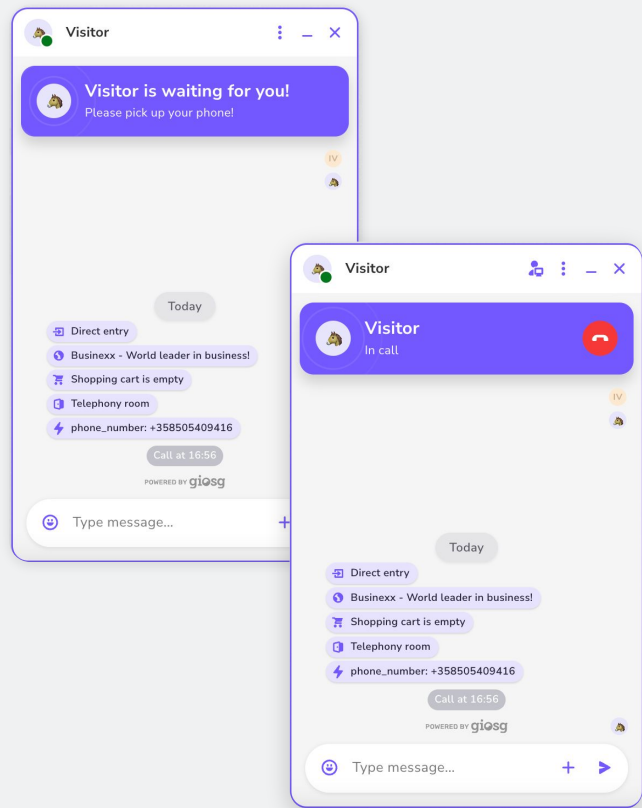 Visitor
Visitor is waiting for you!
Please pick up your phone!
IV
Today
Direct entry
Businexx - World leader in business!
Shopping cart is empty
Telephony room
phone_number: +358505409416
Call at 16:56
POWERED BY giosg
Type message...
Visitor
Visitor
In call
IV
Today
Direct entry
Businexx - World leader in business!
Shopping cart is empty
Telephony room
phone_number: +358505409416
Call at 16:56
POWERED BY giosg
Type message...